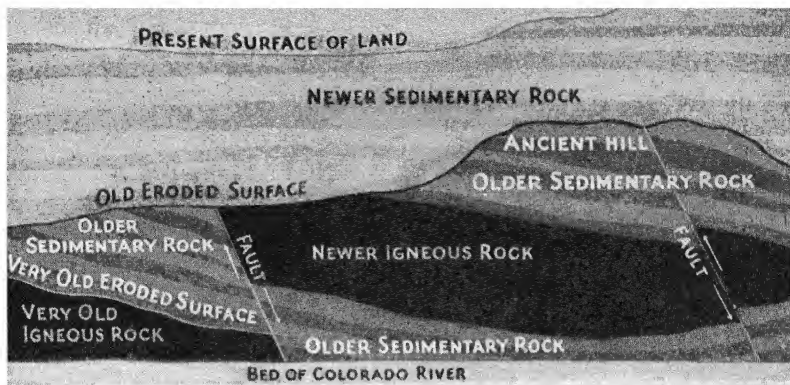 PRESENT SURFACE OF LAND
NEWER SEDIMENTARY ROCK
ANCIENT HILL
OLD ERODED SURFACE
OLDER SEDIMENTARY ROCK
OLDER
SEDIMENTARY ROCK
FAULT
NEWER IGNEOUS ROCK
FAULT
VERY OLD ERODED SURFACE
VERY OLD
IGNEOUS ROCK
OLDER SEDIMENTARY ROCK
BED OF COLORADO RIVER